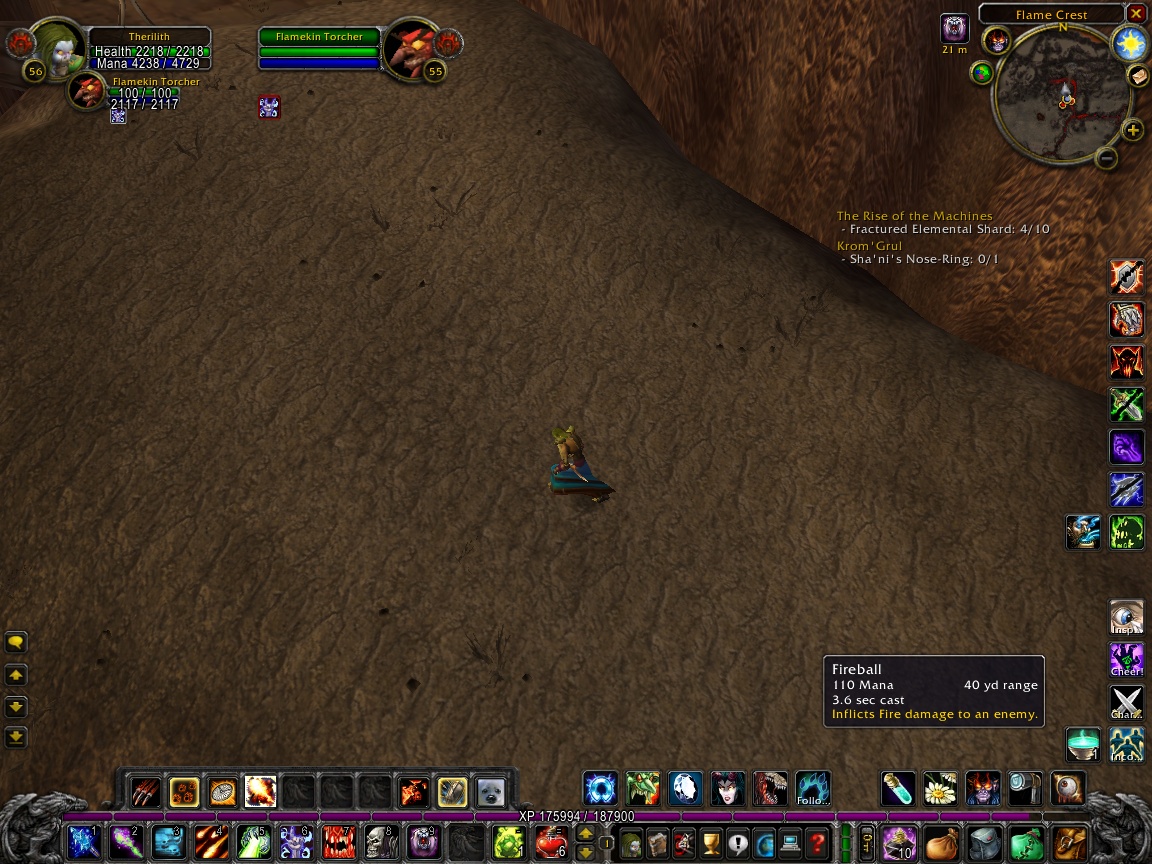 Flame Crest
N
21 m
Therilith
Health 2218 / 2218
Mana 4238 / 4729
56
Flamekin Torcher
55
Flamekin Torcher
100 / 100
2117 / 2117
The Rise of the Machines
- Fractured Elemental Shard: 4/10
Krom'Grul
- Sha'ni's Nose-Ring: 0/1
Insp
Cheer!
Char
Fireball
110 Mana 40 yd range
3.6 sec cast
Inflicts Fire damage to an enemy.
1
Follo...
XP 175994 / 187900
1 2 3 4 5 6 7 8 9
6
1
10